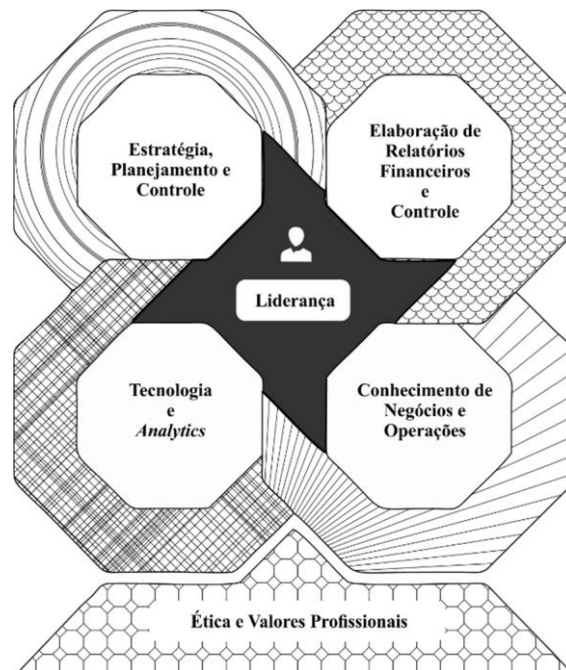 Estratégia,
Planejamento e
Controle
Elaboração de
Relatórios
Financeiros
e
Controle
Liderança
Tecnologia
e
Analytics
Conhecimento de
Negócios e
Operações
Ética e Valores Profissionais